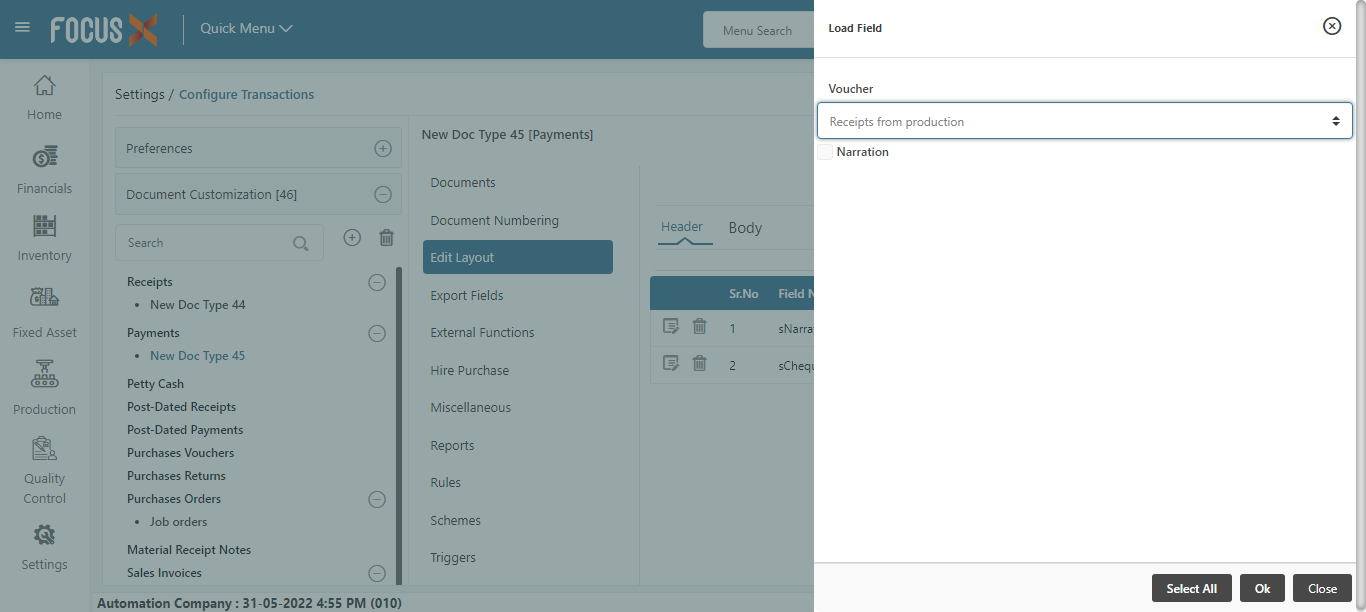 FOCUS X
Quick Menu
Menu Search
Home
Financials
Inventory
Fixed Asset
Production
Quality
Control
Settings
Settings / Configure Transactions
Preferences
Document Customization [46]
Search
Receipts
New Doc Type 44
Payments
New Doc Type 45
Petty Cash
Post-Dated Receipts
Post-Dated Payments
Purchases Vouchers
Purchases Returns
Purchases Orders
Job orders
Material Receipt Notes
Sales Invoices
New Doc Type 45 [Payments]
Documents
Document Numbering
Edit Layout
Export Fields
External Functions
Hire Purchase
Miscellaneous
Reports
Rules
Schemes
Triggers
Header Body
Sr.No Field N
1 sNarra
2 sChequ
Automation Company : 31-05-2022 4:55 PM (010)
Load Field
Voucher
Receipts from production
Narration
Select All Ok Close